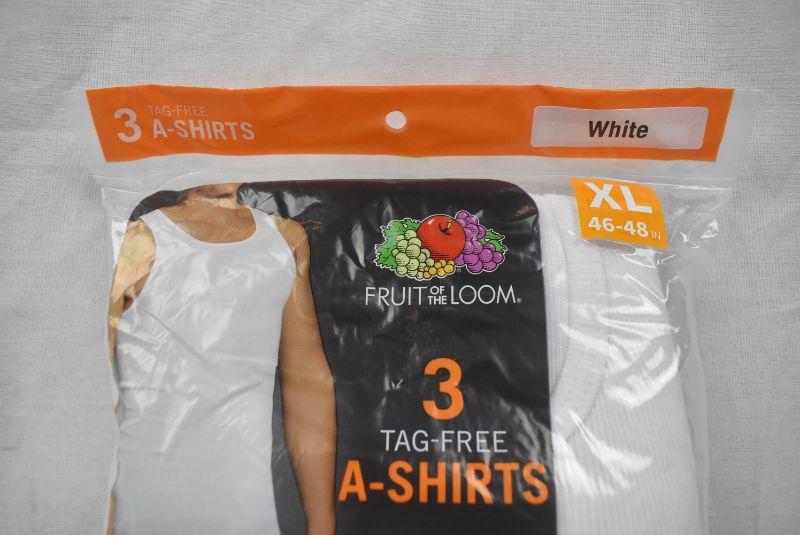 3 TAG-FREE
A-SHIRTS
White
XL
46-48 IN
FRUIT OF THE LOOM®
3
TAG-FREE
A-SHIRTS